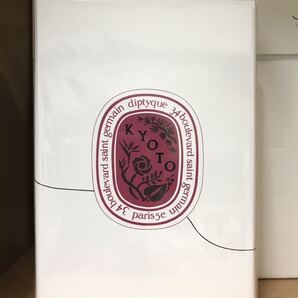 diptyque
34 boulevard saint germain
KYOTO
34 boulevard saint germain
paris5e